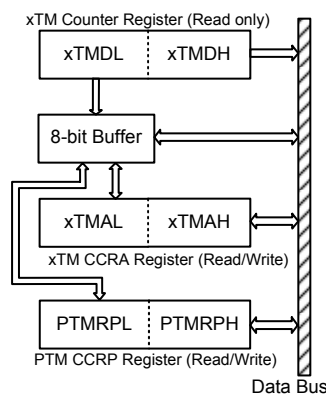 xTM Counter Register (Read only)
xTMDL xTMDH
8-bit Buffer
xTMAL xTMAH
xTM CCRA Register (Read/Write)
PTMRPL PTMRPH
PTM CCRP Register (Read/Write)
Data Bus